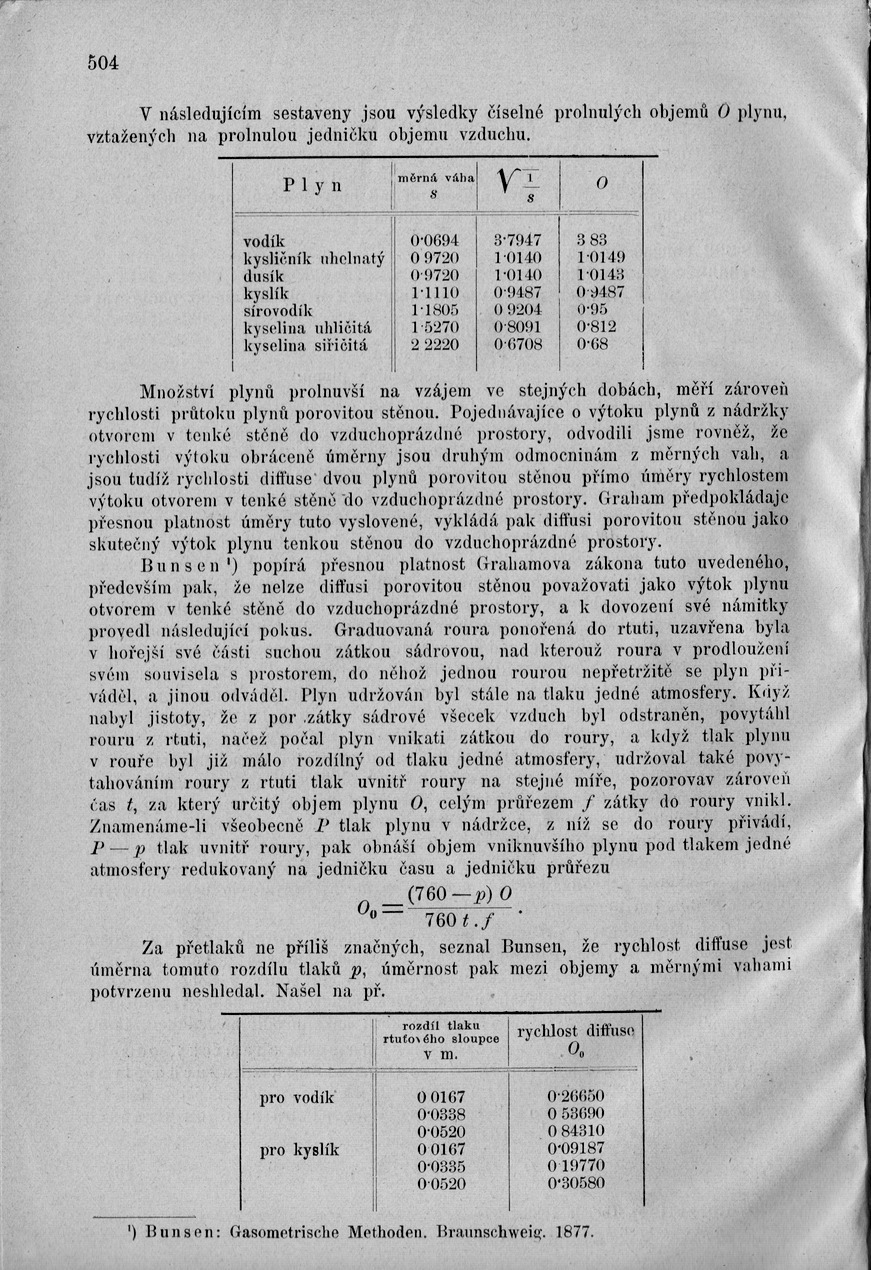 504
V následujícím sestaveny jsou výsledky číselné prolnulých objemů O plynu,
vztažených na prolnulou jedničku objemu vzduchu.
Plyn | měrná váha s | √1/s | O
vodík 0·0694 3·7947 3 83
kysličník uhelnatý 0 9720 1·0140 1·0149
dusík 0·9720 1·0140 1·0143
kyslík 1·1110 0·9487 0·9487
sírovodík 1·1805 0 9204 0·95
kyselina uhličitá 1·5270 0·8091 0·812
kyselina siřičitá 2 2220 0·6708 0·68
Množství plynů prolnuvší na vzájem ve stejných dobách, měří zároveň
rychlosti průtoku plynů porovitou stěnou. Pojednávajíce o výtoku plynů z nádržky
otvorem v tenké stěně do vzduchoprázdné prostory, odvodili jsme rovněž, že
rychlosti výtoku obráceně úměrny jsou druhým odmocninám z měrných vah, a
jsou tudíž rychlosti diffuse dvou plynů porovitou stěnou přímo úměry rychlostem
výtoku otvorem v tenké stěně do vzduchoprázdné prostory. Graham předpokládaje
přesnou platnost úměry tuto vyslovené, vykládá pak diffusi porovitou stěnou jako
skutečný výtok plynu tenkou stěnou do vzduchoprázdné prostory.
Bunsen ¹) popírá přesnou platnost Grahamova zákona tuto uvedeného,
především pak, že nelze diffusi porovitou stěnou považovati jako výtok plynu
otvorem v tenké stěně do vzduchoprázdné prostory, a k dovození své námitky
provedl následující pokus. Graduovaná roura ponořená do rtuti, uzavřena byla
v hořejší své části suchou zátkou sádrovou, nad kterouž roura v prodloužení
svém souvisela s prostorem, do něhož jednou rourou nepřetržitě se plyn při-
váděl, a jinou odváděl. Plyn udržován byl stále na tlaku jedné atmosfery. Když
nabyl jistoty, že z por zátky sádrové všecek vzduch byl odstraněn, povytáhl
rouru z rtuti, načež počal plyn vnikati zátkou do roury, a když tlak plynu
v rouře byl již málo rozdílný od tlaku jedné atmosfery, udržoval také povy-
tahováním roury z rtuti tlak uvnitř roury na stejné míře, pozorovav zároveň
čas t, za který určitý objem plynu O, celým průřezem f zátky do roury vnikl.
Znamenáme-li všeobecně P tlak plynu v nádržce, z níž se do roury přivádí,
P — p tlak uvnitř roury, pak obnáší objem vniknuvšího plynu pod tlakem jedné
atmosfery redukovaný na jedničku času a jedničku průřezu
O₀ = (760 — p) O / 760 t . f .
Za přetlaků ne příliš značných, seznal Bunsen, že rychlost diffuse jest
úměrna tomuto rozdílu tlaků p, úměrnost pak mezi objemy a měrnými vahami
potvrzenu neshledal. Našel na př.
rozdíl tlaku rtuťového sloupce v m. | rychlost diffuse O₀
pro vodík 0 0167 0·26650
0·0338 0 53690
0·0520 0 84310
pro kyslík 0 0167 0·09187
0·0335 0 19770
0·0520 0·30580
¹) Bunsen: Gasometrische Methoden. Braunschweig. 1877.